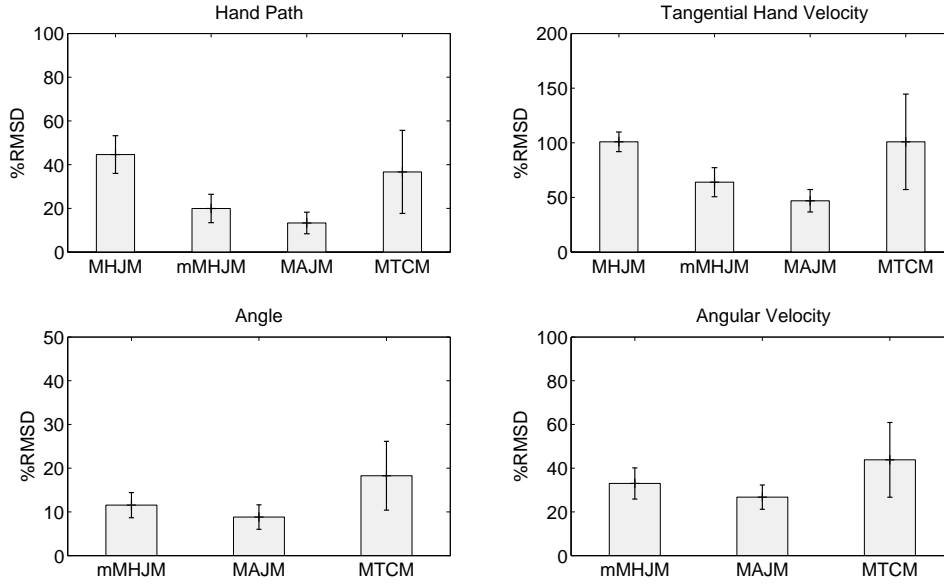 Hand Path
%RMSD
100
80
60
40
20
0
MHJM mMHJM MAJM MTCM
Tangential Hand Velocity
%RMSD
200
150
100
50
0
MHJM mMHJM MAJM MTCM
Angle
%RMSD
50
40
30
20
10
0
mMHJM MAJM MTCM
Angular Velocity
%RMSD
100
80
60
40
20
0
mMHJM MAJM MTCM